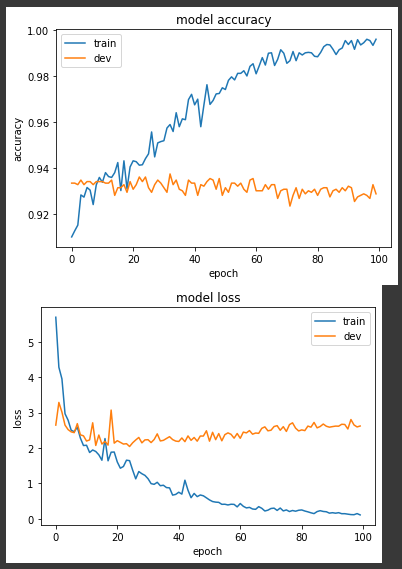 model accuracy
1.00
0.98
0.96
0.94
0.92
accuracy
train
dev
0
20
40
60
80
100
epoch
model loss
5
4
3
2
1
0
loss
train
dev
0
20
40
60
80
100
epoch